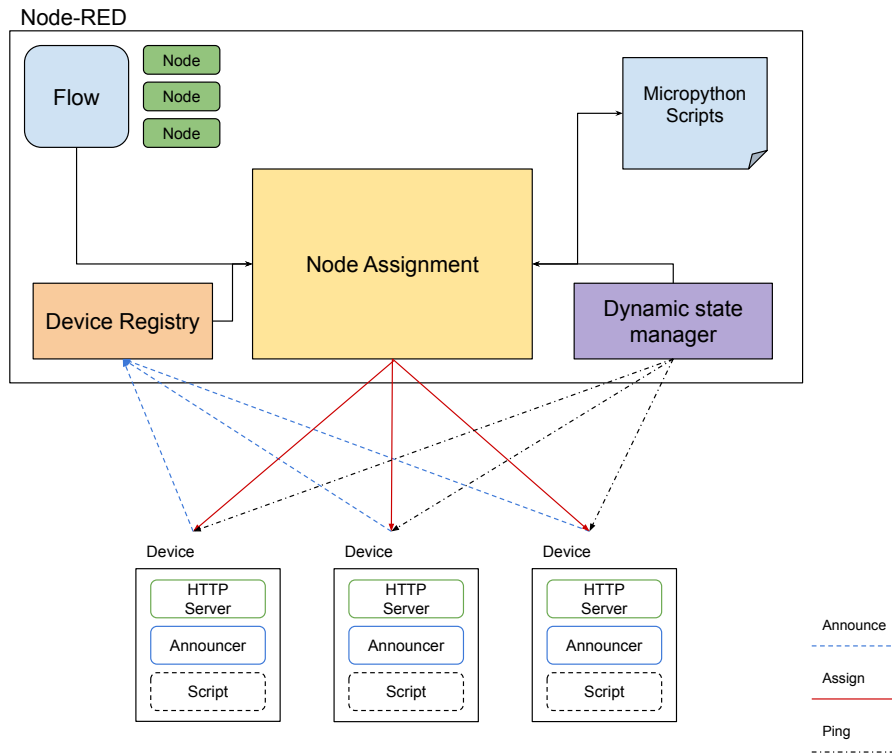 Node-RED
Flow
Node
Node
Node
Micropython
Scripts
Node Assignment
Device Registry
Dynamic state
manager
Device
Device
Device
HTTP
Server
Announcer
Script
HTTP
Server
Announcer
Script
HTTP
Server
Announcer
Script
Announce
Assign
Ping